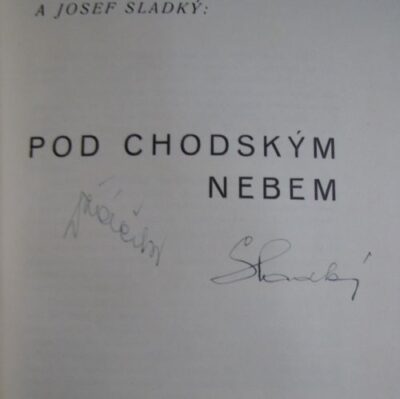 A JOSEF SLADKÝ:
POD CHODSKÝM
NEBEM
Sladký